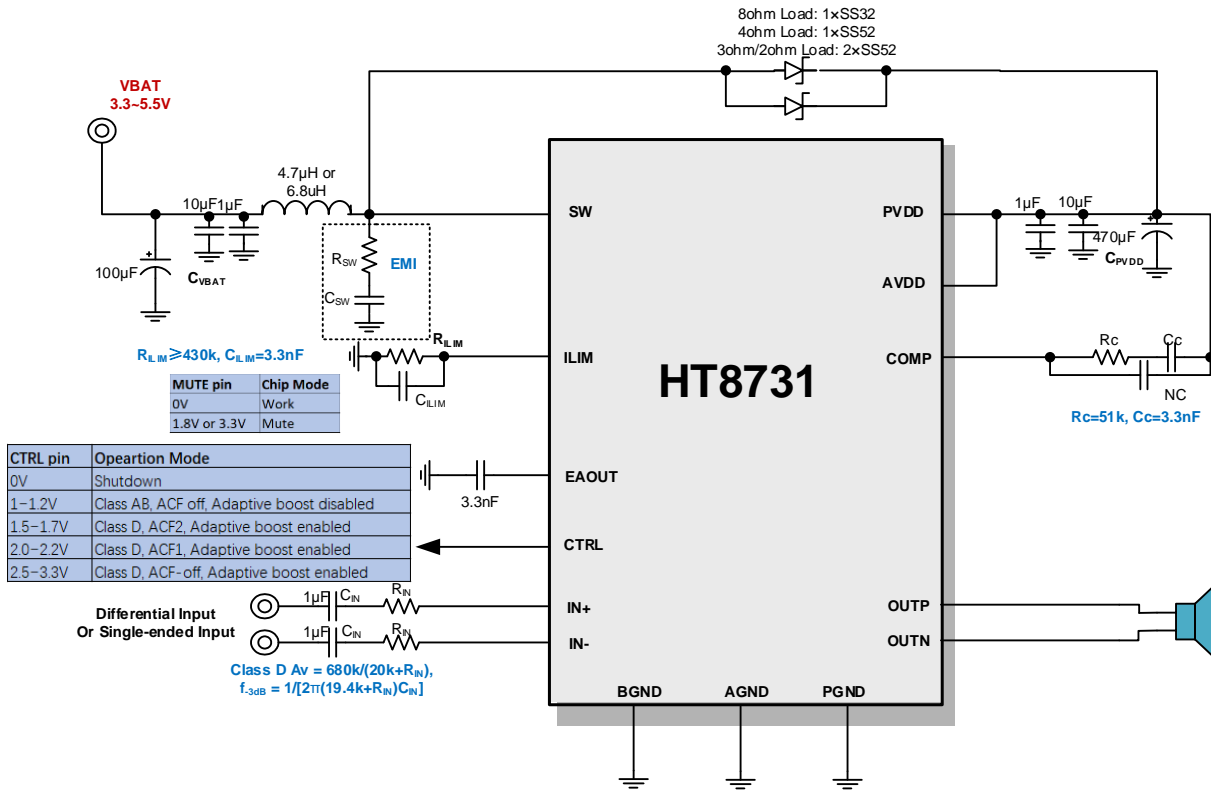 8ohm Load: 1×SS32
4ohm Load: 1×SS52
3ohm/2ohm Load: 2×SS52
VBAT
3.3~5.5V
4.7µH or
6.8uH
10µF
1µF
100µF
CVBAT
RSW
EMI
CSW
SW
PVDD
AVDD
1µF
10µF
470µF
CPVDD
RILIM≥430k, CILIM=3.3nF
RILIM
CILIM
ILIM
HT8731
COMP
Rc
Cc
NC
Rc=51k, Cc=3.3nF
MUTE pin Chip Mode
0V Work
1.8V or 3.3V Mute
CTRL pin Opeartion Mode
0V Shutdown
1−1.2V Class AB, ACF off, Adaptive boost disabled
1.5−1.7V Class D, ACF2, Adaptive boost enabled
2.0−2.2V Class D, ACF1, Adaptive boost enabled
2.5−3.3V Class D, ACF-off, Adaptive boost enabled
3.3nF
EAOUT
CTRL
Differential Input
Or Single-ended Input
1µF
CIN
RIN
IN+
1µF
CIN
RIN
IN-
OUTP
OUTN
Class D Av = 680k/(20k+RIN),
f-3dB = 1/[2π(19.4k+RIN)CIN]
BGND
AGND
PGND